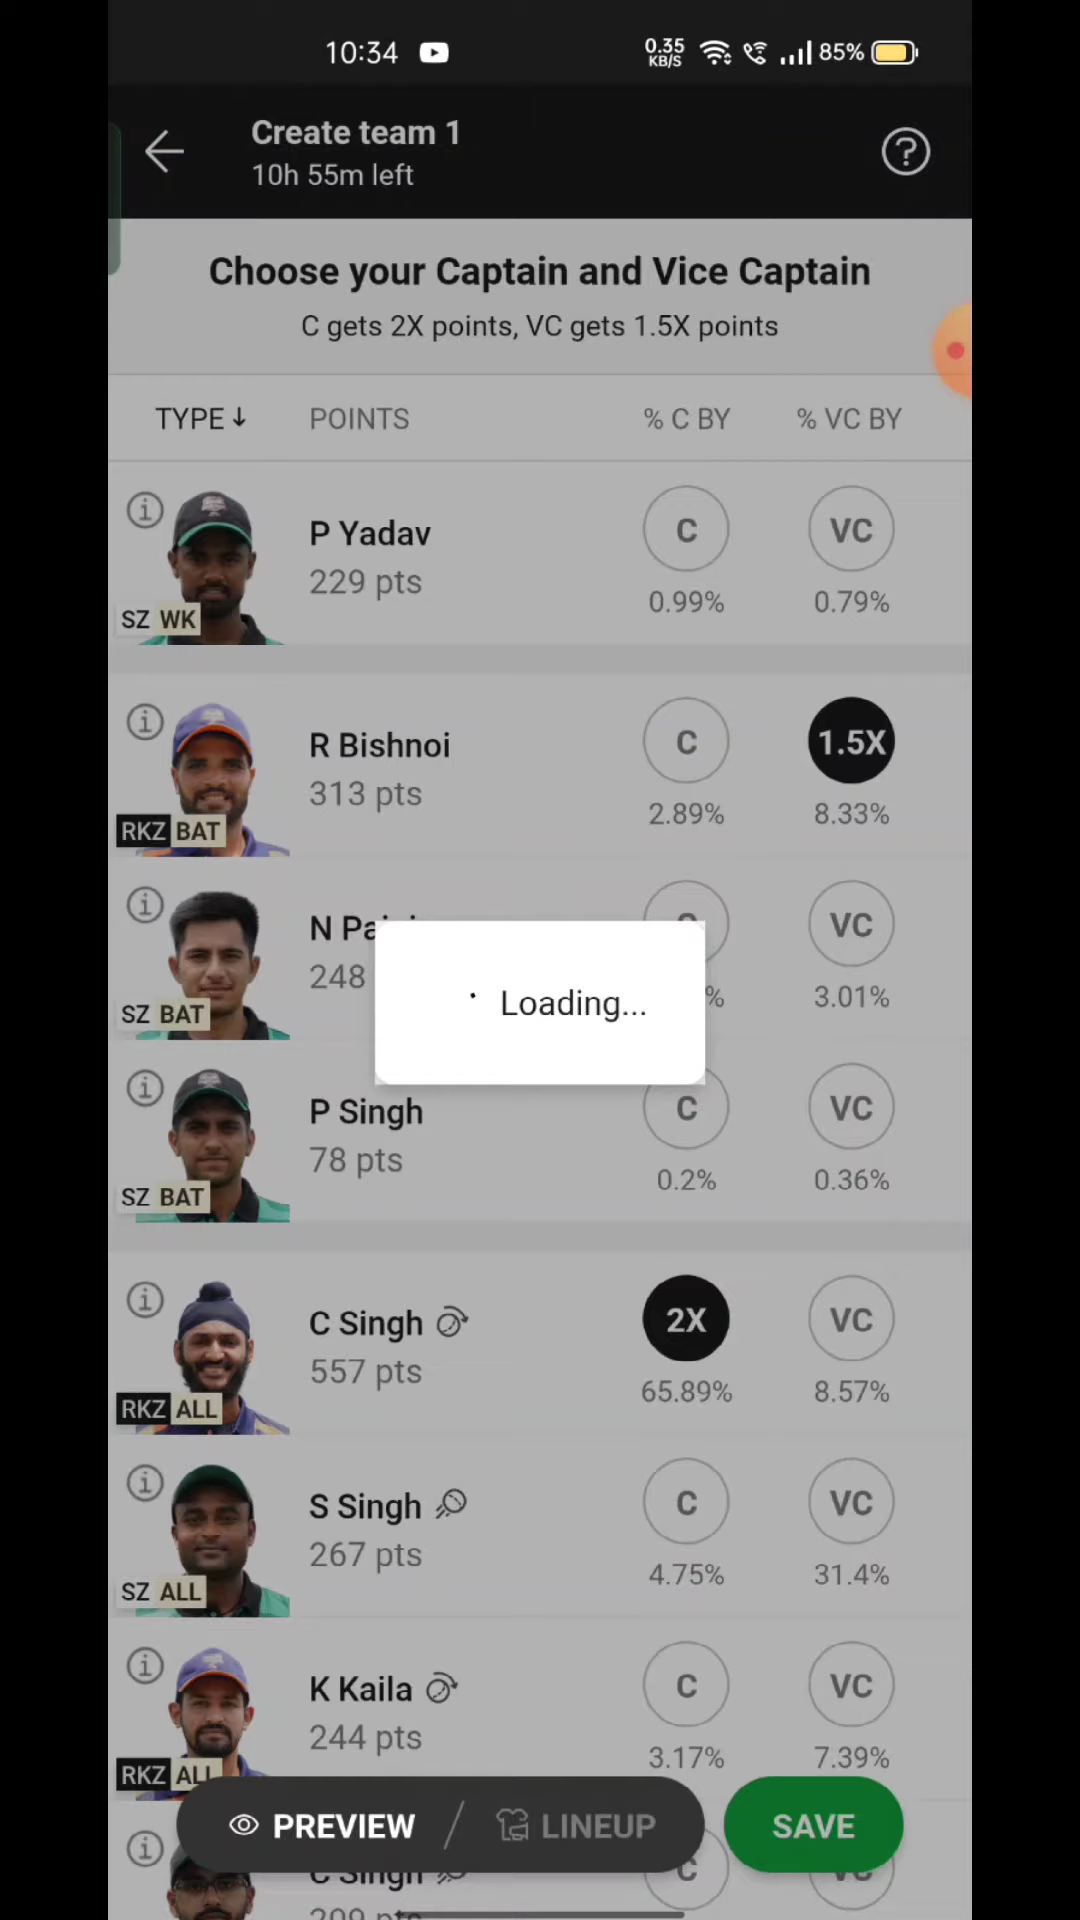 10:34
0.35 KB/S
85%
Create team 1
10h 55m left
Choose your Captain and Vice Captain
C gets 2X points, VC gets 1.5X points
TYPE↓ POINTS % C BY % VC BY
P Yadav C VC
229 pts
0.99% 0.79%
SZ WK
R Bishnoi C 1.5X
313 pts
2.89% 8.33%
RKZ BAT
N VC
248
% 3.01%
SZ BAT
Loading...
P Singh C VC
78 pts
0.2% 0.36%
SZ BAT
C Singh 2X VC
557 pts
65.89% 8.57%
RKZ ALL
S Singh C VC
267 pts
4.75% 31.4%
SZ ALL
K Kaila C VC
244 pts
3.17% 7.39%
RKZ ALL
PREVIEW / LINEUP SAVE
C Singh C VC
209 pts